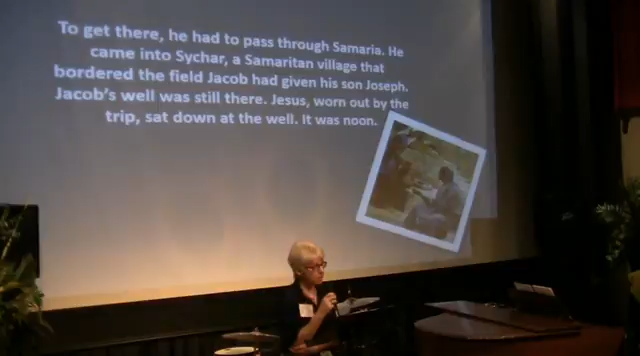 To get there, he had to pass through Samaria. He
came into Sychar, a Samaritan village that
bordered the field Jacob had given his son Joseph.
Jacob's well was still there. Jesus, worn out by the
trip, sat down at the well. It was noon.